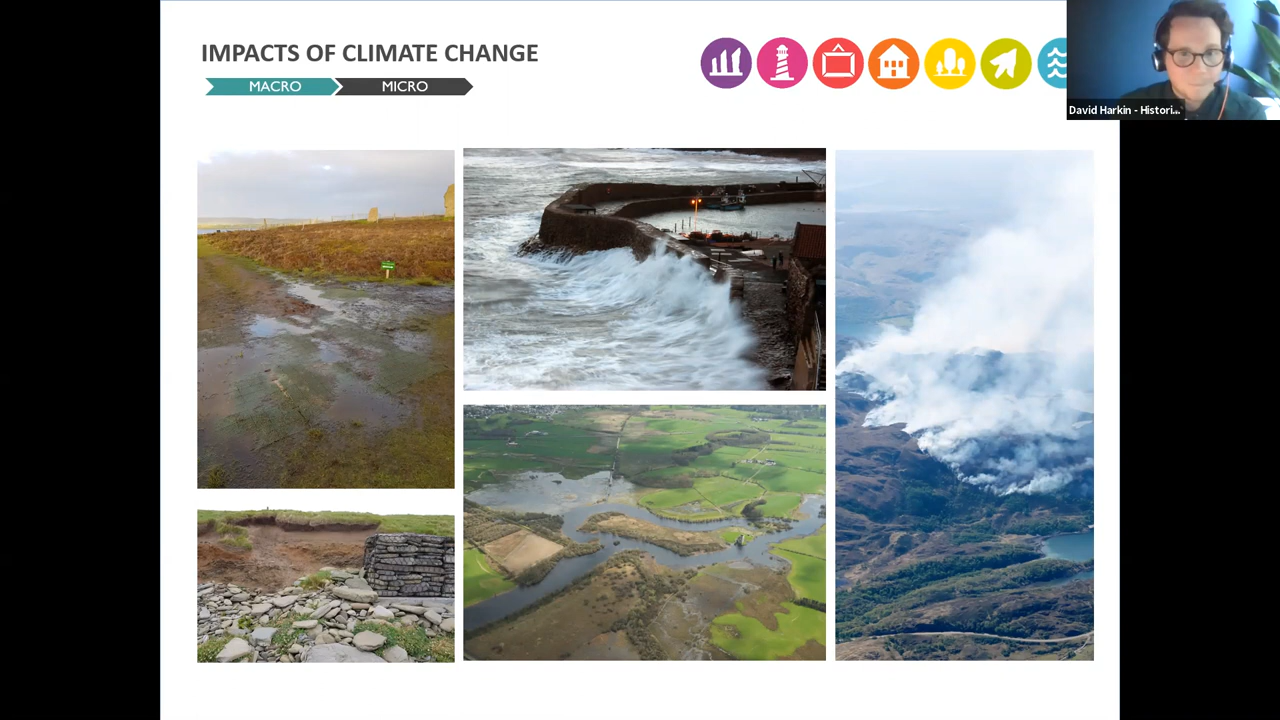 IMPACTS OF CLIMATE CHANGE
MACRO
MICRO
David Harkin - Histori...